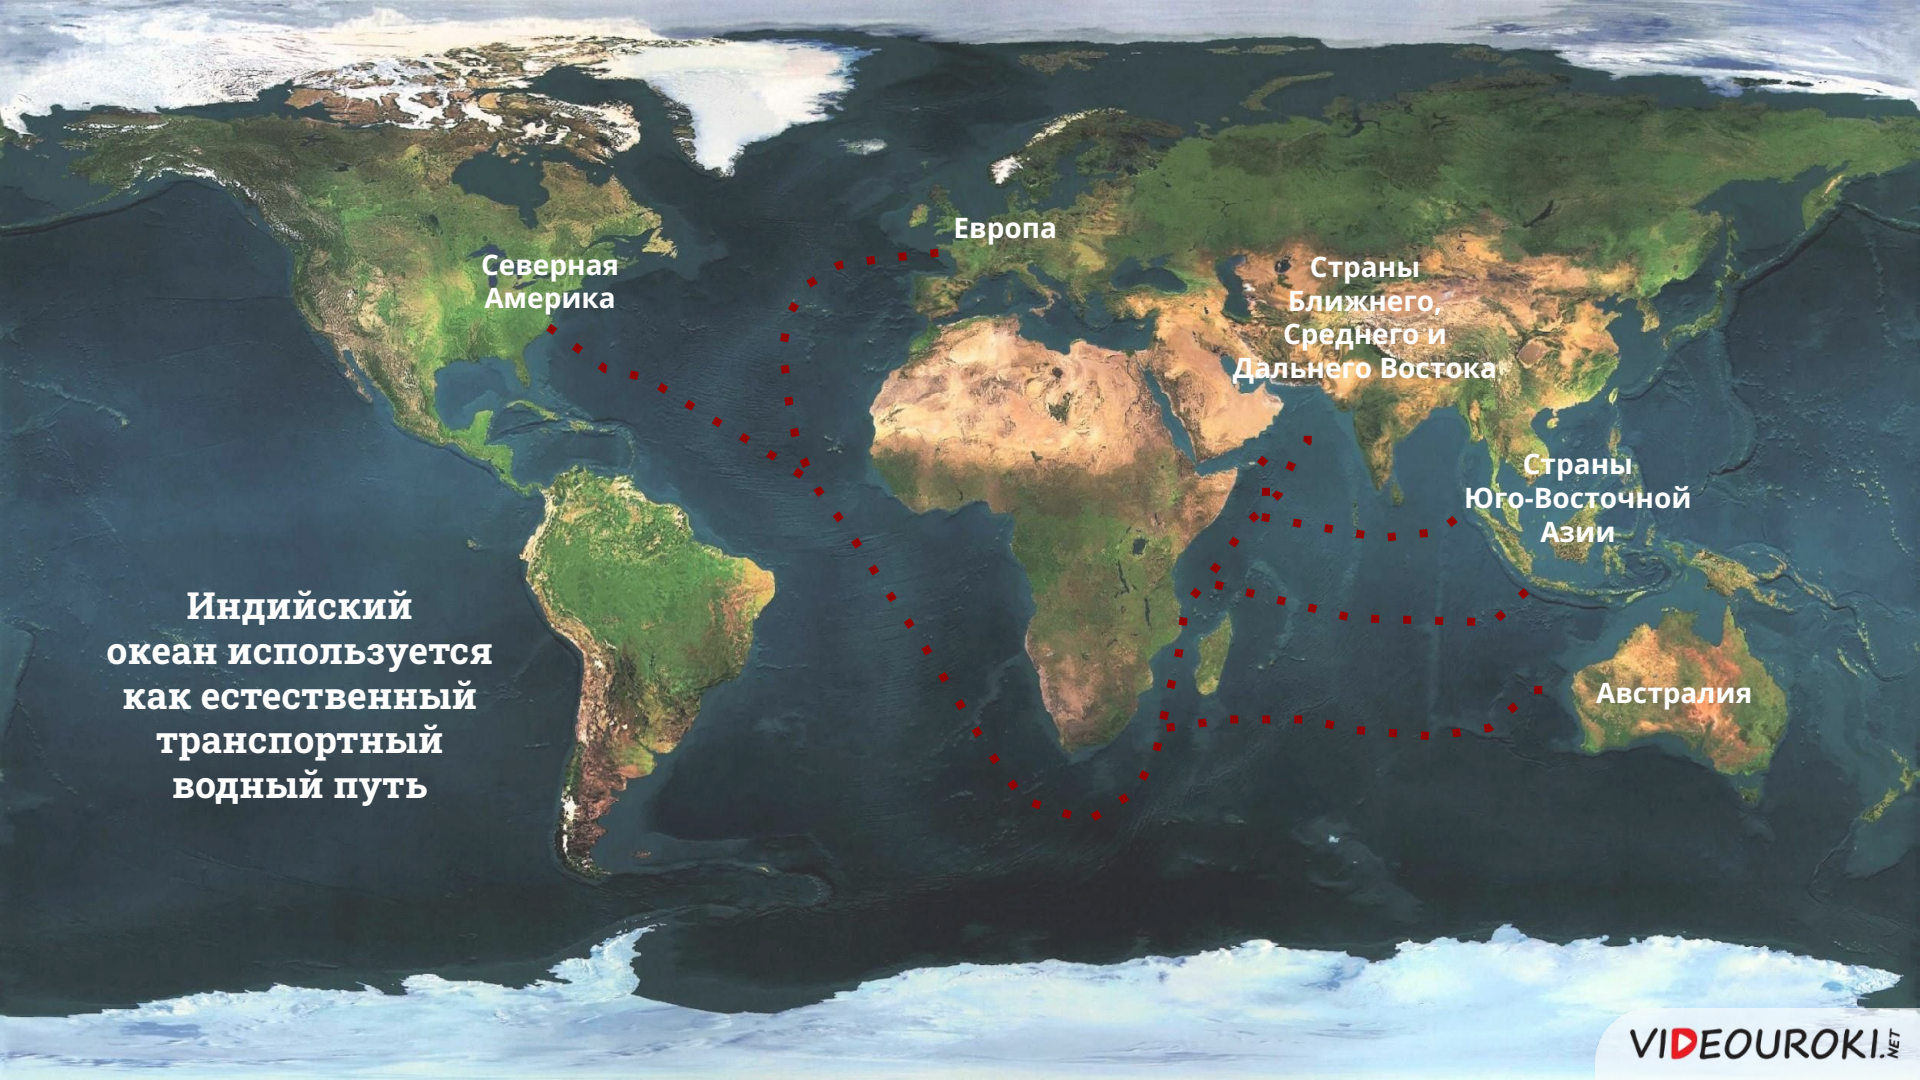 Европа
Северная
Америка
Страны
Ближнего,
Среднего и
Дальнего Востока
Страны
Юго-Восточной
Азии
Индийский
океан используется
как естественный
транспортный
водный путь
Австралия
VIDEOUROKI.NET